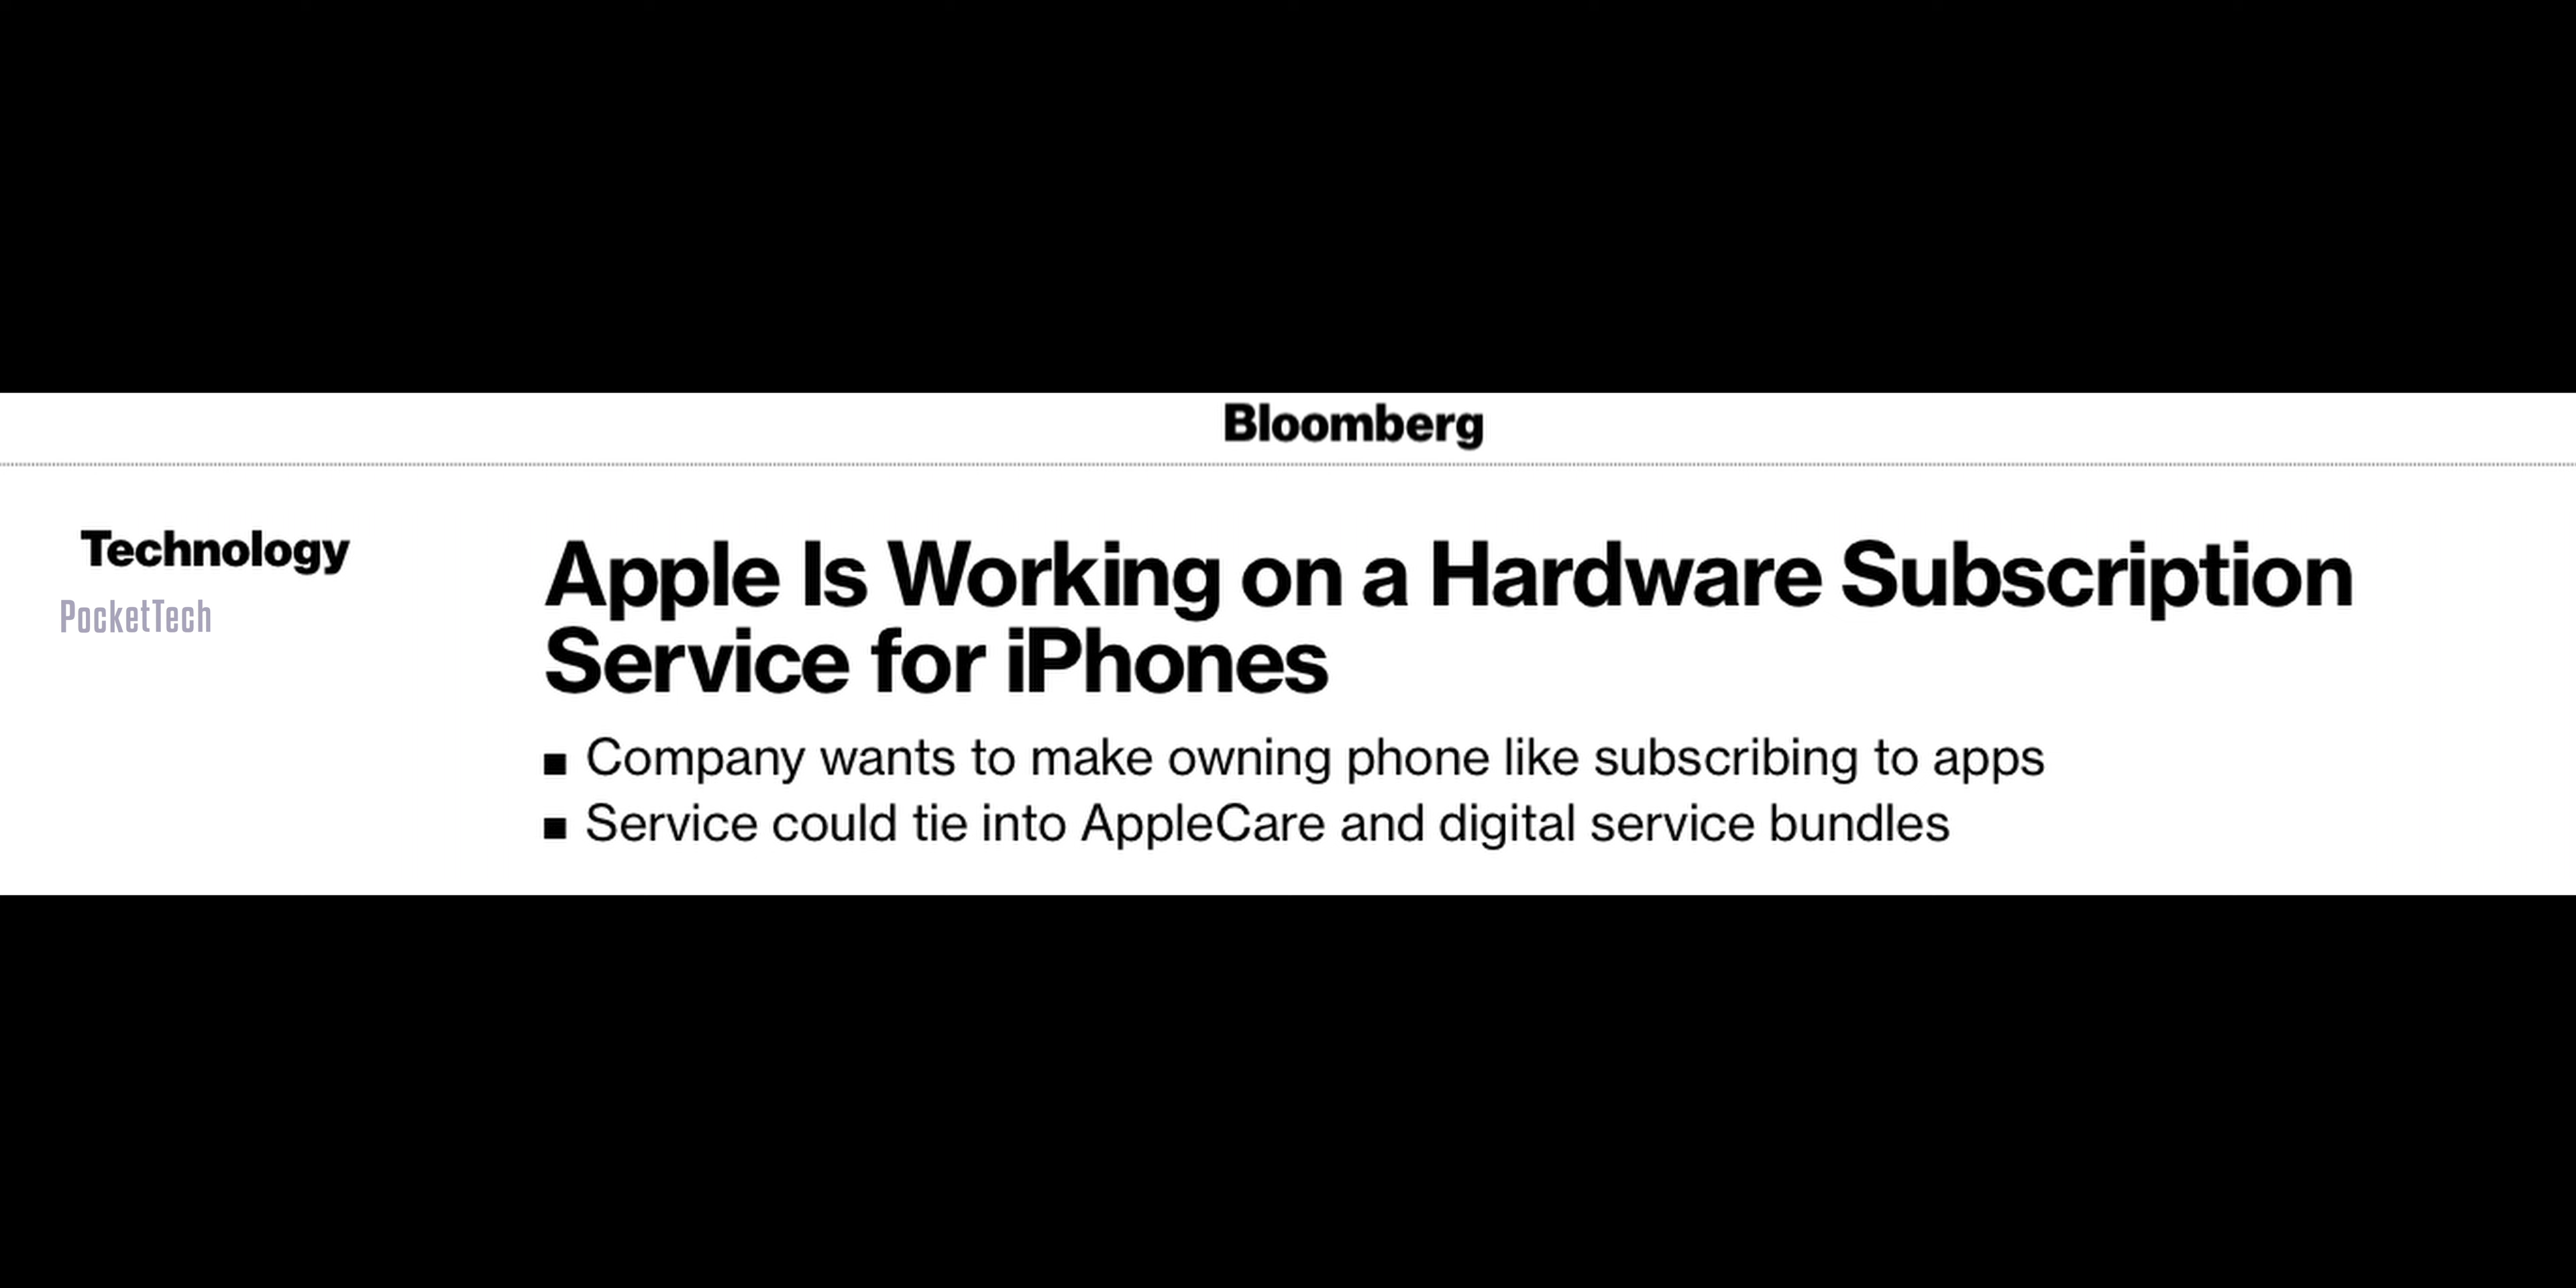 Bloomberg
Technology
PocketTech
Apple Is Working on a Hardware Subscription
Service for iPhones
■ Company wants to make owning phone like subscribing to apps
■ Service could tie into AppleCare and digital service bundles